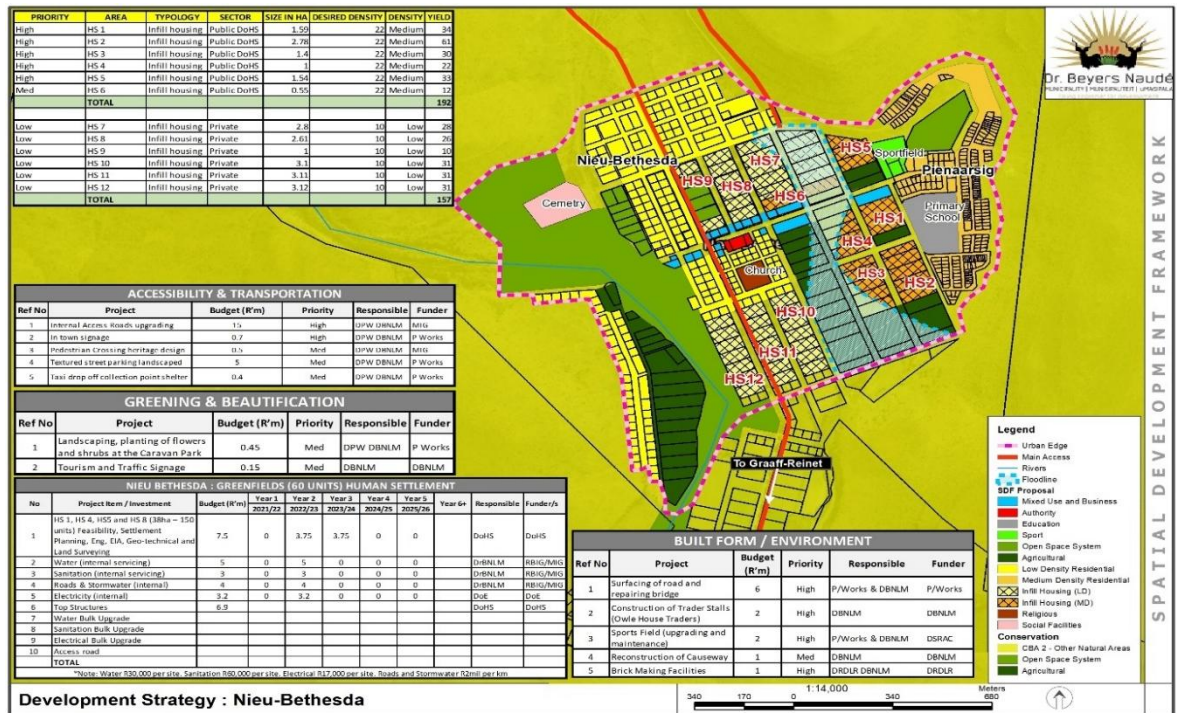 PRIORITY AREA TYPOLOGY SECTOR SIZE IN HA DESIRED DENSITY DENSITY YIELD
High HS 1 Infill housing Public DoHS 1.59 22 Medium 34
High HS 2 Infill housing Public DoHS 2.78 22 Medium 61
High HS 3 Infill housing Public DoHS 1.4 22 Medium 30
High HS 4 Infill housing Public DoHS 1 22 Medium 22
High HS 5 Infill housing Public DoHS 1.54 22 Medium 33
Med HS 6 Infill housing Public DoHS 0.55 22 Medium 12
TOTAL 192
Low HS 7 Infill housing Private 2.8 10 Low 28
Low HS 8 Infill housing Private 2.61 10 Low 26
Low HS 9 Infill housing Private 1 10 Low 10
Low HS 10 Infill housing Private 3.1 10 Low 31
Low HS 11 Infill housing Private 3.11 10 Low 31
Low HS 12 Infill housing Private 3.12 10 Low 31
TOTAL 157
Dr. Beyers Naudé
MUNICIPALITY | MUNISIPALITEIT | UMASIPALA
SPATIAL DEVELOPMENT FRAMEWORK
Nieu-Bethesda
HS7
HS5
Sportfield
Pienaarsig
HS9
HS8
HS6
Cemetry
HS1
Primary
School
HS4
Church
HS3
HS2
HS10
HS11
HS12
To Graaff-Reinet
ACCESSIBILITY & TRANSPORTATION
Ref No Project Budget (R'm) Priority Responsible Funder
1 Internal Access Roads upgrading 15 High DPW DBNLM MIG
2 In town signage 0.7 High DPW DBNLM P Works
3 Pedestrian Crossing heritage design 0.5 Med DPW DBNLM MIG
4 Textured street parking landscaped 5 Med DPW DBNLM P Works
5 Taxi drop off collection point shelter 0.4 Med DPW DBNLM P Works
GREENING & BEAUTIFICATION
Ref No Project Budget (R'm) Priority Responsible Funder
1 Landscaping, planting of flowers and shrubs at the Caravan Park 0.45 Med DPW DBNLM P Works
2 Tourism and Traffic Signage 0.15 Med DBNLM DBNLM
NIEU BETHESDA : GREENFIELDS (60 UNITS) HUMAN SETTLEMENT
No Project Item / Investment Budget (R'm) Year 1 2021/22 Year 2 2022/23 Year 3 2023/24 Year 4 2024/25 Year 5 2025/26 Year 6+ Responsible Funder/s
1 HS 1, HS 4, HS5 and HS 8 (38ha – 150 units) Feasibility, Settlement Planning, Eng, EIA, Geo-technical and Land Surveying 7.5 0 3.75 3.75 0 0 DoHS DoHS
2 Water (internal servicing) 5 0 5 0 0 0 DrBNLM RBIG/MIG
3 Sanitation (internal servicing) 3 0 3 0 0 0 DrBNLM RBIG/MIG
4 Roads & Stormwater (internal) 4 0 4 0 0 0 DrBNLM RBIG/MIG
5 Electricity (internal) 3.2 0 3.2 0 0 0 DoE DoE
6 Top Structures 6.9 DoHS DoHS
7 Water Bulk Upgrade
8 Sanitation Bulk Upgrade
9 Electrical Bulk Upgrade
10 Access road
TOTAL
*Note: Water R30,000 per site. Sanitation R60,000 per site. Electrical R17,000 per site. Roads and Stormwater R2mil per km
BUILT FORM / ENVIRONMENT
Ref No Project Budget (R'm) Priority Responsible Funder
1 Surfacing of road and repairing bridge 6 High P/Works & DBNLM P/Works
2 Construction of Trader Stalls (Owle House Traders) 2 High DBNLM DBNLM
3 Sports Field (upgrading and maintenance) 2 High P/Works & DBNLM DSRAC
4 Reconstruction of Causeway 1 Med DBNLM DBNLM
5 Brick Making Facilities 1 High DRDLR DBNLM DRDLR
Legend
Urban Edge
Main Access
Rivers
Floodline
SDF Proposal
Mixed Use and Business
Authority
Education
Sport
Open Space System
Agricultural
Low Density Residential
Medium Density Residential
Infill Housing (LD)
Infill Housing (MD)
Religious
Social Facilities
Conservation
CBA 2 - Other Natural Areas
Open Space System
Agricultural
Development Strategy : Nieu-Bethesda
1:14,000
Meters
340 170 0 340 680